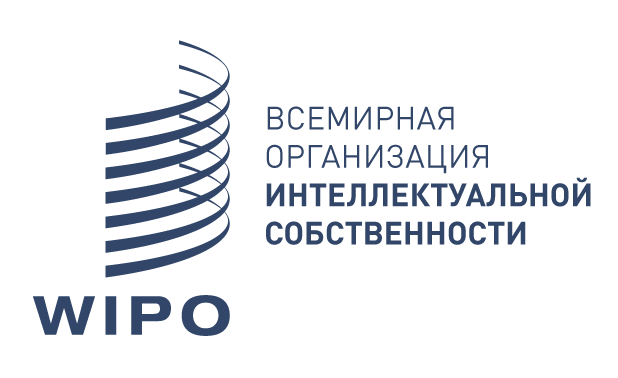 ВСЕМИРНАЯ
ОРГАНИЗАЦИЯ
ИНТЕЛЛЕКТУАЛЬНОЙ
СОБСТВЕННОСТИ
WIPO